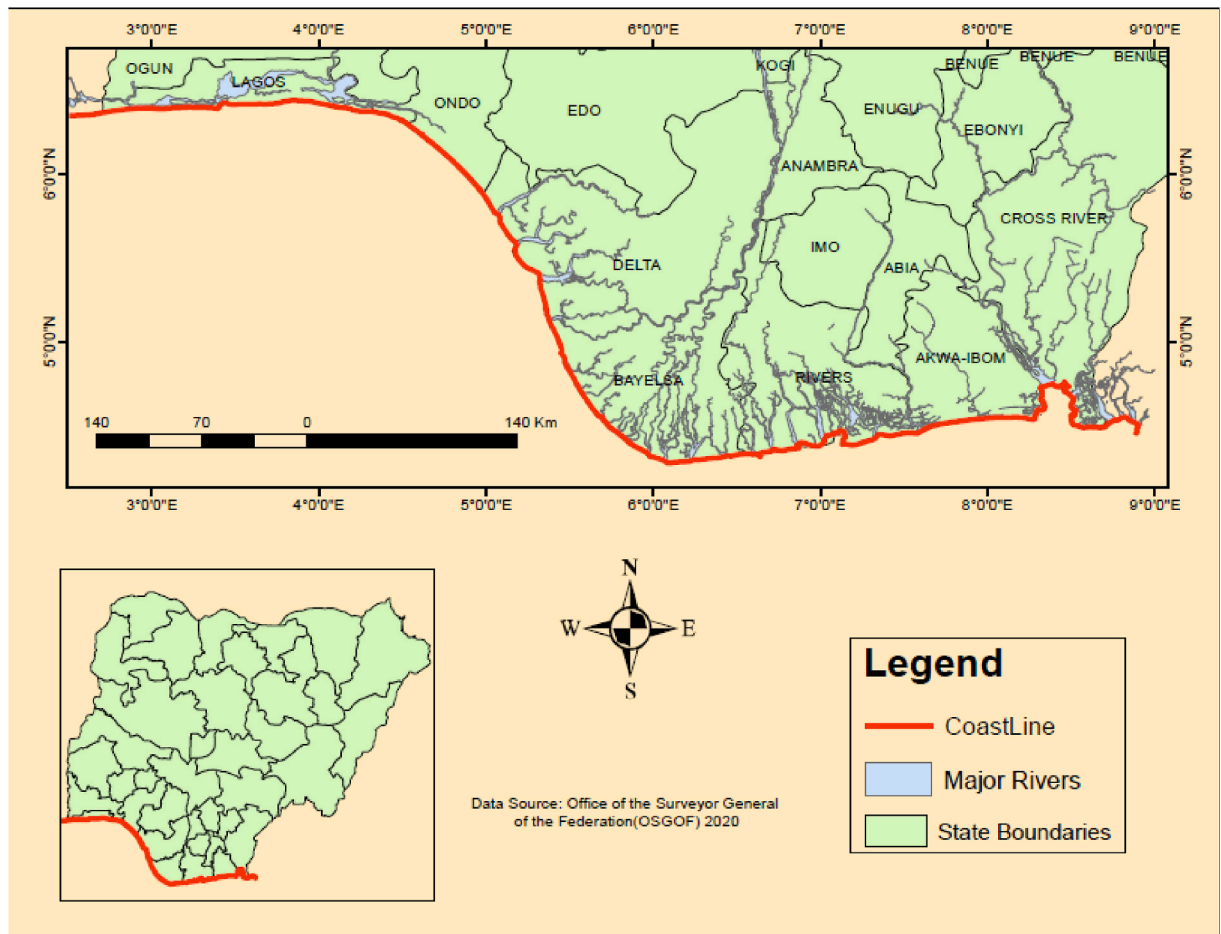 3°0'0"E 4°0'0"E 5°0'0"E 6°0'0"E 7°0'0"E 8°0'0"E 9°0'0"E
OGUN
LAGOS
ONDO
EDO
KOGI
BENUE
BENUE
BENUE
ENUGU
EBONYI
ANAMBRA
6°0'0"N
6°0'0"N
CROSS RIVER
IMO
DELTA
ABIA
5°0'0"N
5°0'0"N
AKWA-IBOM
BAYELSA
RIVERS
140 70 0 140 Km
3°0'0"E 4°0'0"E 5°0'0"E 6°0'0"E 7°0'0"E 8°0'0"E 9°0'0"E
N
W E
S
Data Source: Office of the Surveyor General
of the Federation(OSGOF) 2020
Legend
CoastLine
Major Rivers
State Boundaries